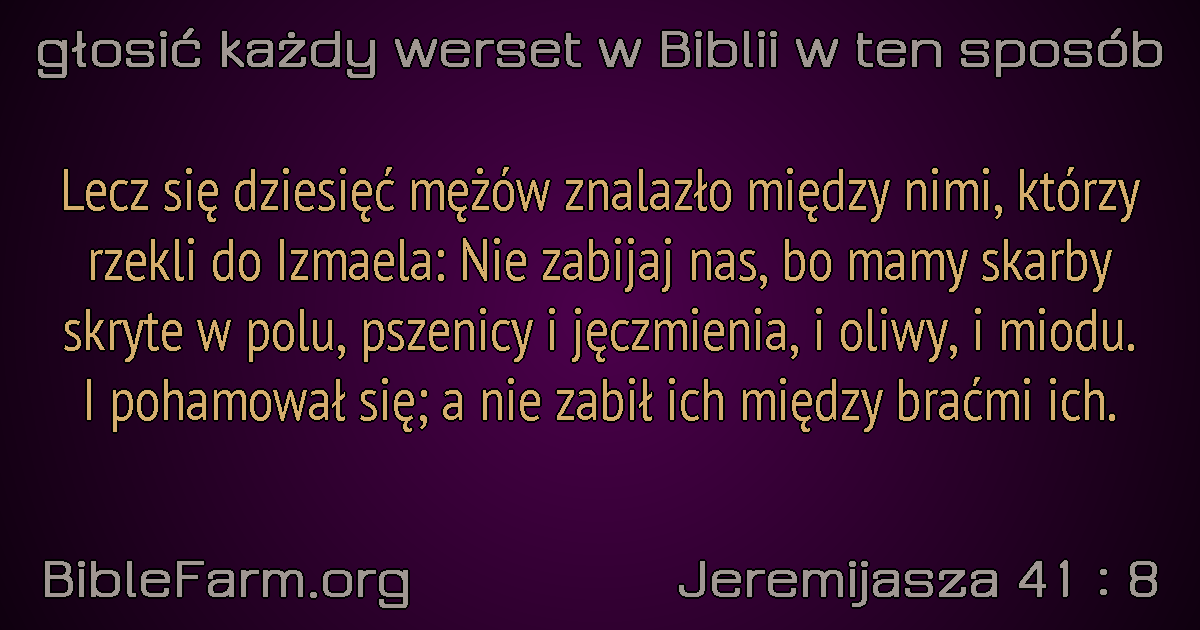 głosić każdy werset w Biblii w ten sposób
Lecz się dziesięć mężów znalazło między nimi, którzy
rzekli do Izmaela: Nie zabijaj nas, bo mamy skarby
skryte w polu, pszenicy i jęczmienia, i oliwy, i miodu.
I pohamował się; a nie zabił ich między braćmi ich.
BibleFarm.org
Jeremijasza 41 : 8